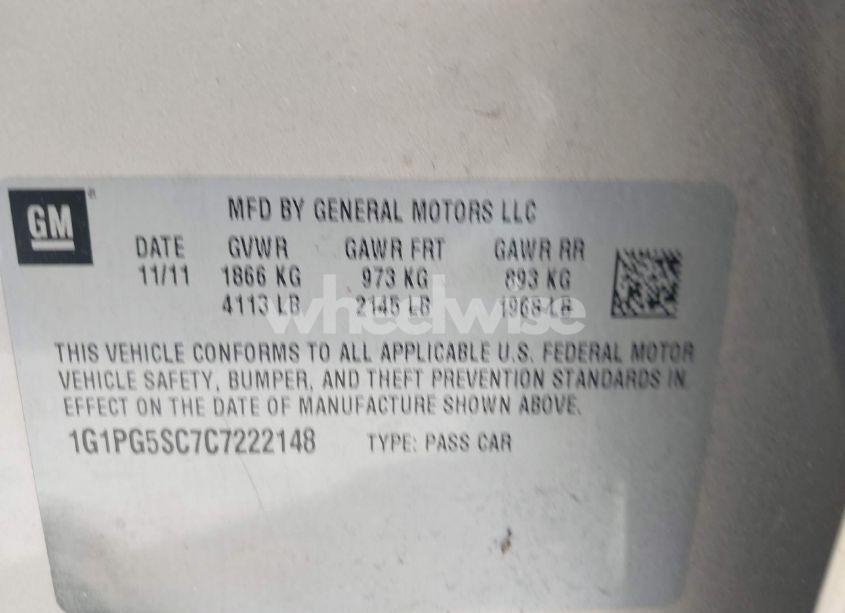 GM ®
MFD BY GENERAL MOTORS LLC
DATE GVWR GAWR FRT GAWR RR
11/11 1866 KG 973 KG 893 KG
4113 LB 2145 LB 1968 LB
wheelwise
THIS VEHICLE CONFORMS TO ALL APPLICABLE U.S. FEDERAL MOTOR
VEHICLE SAFETY, BUMPER, AND THEFT PREVENTION STANDARDS IN
EFFECT ON THE DATE OF MANUFACTURE SHOWN ABOVE.
1G1PG5SC7C7222148 TYPE: PASS CAR